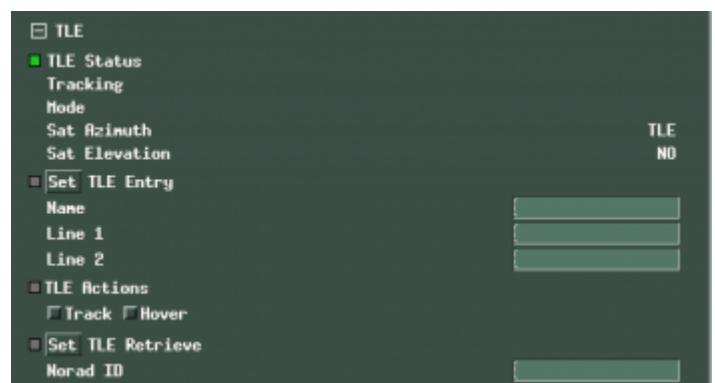 TLE
TLE Status
Tracking
Mode
Sat Azimuth TLE
Sat Elevation NO
Set TLE Entry
Name
Line 1
Line 2
TLE Actions
Track Hover
Set TLE Retrieve
Norad ID